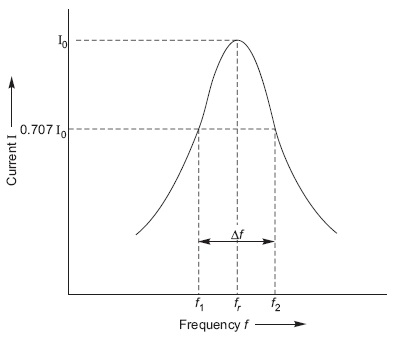 I₀
0.707 I₀
Current I
Δf
f₁
fᵣ
f₂
Frequency f